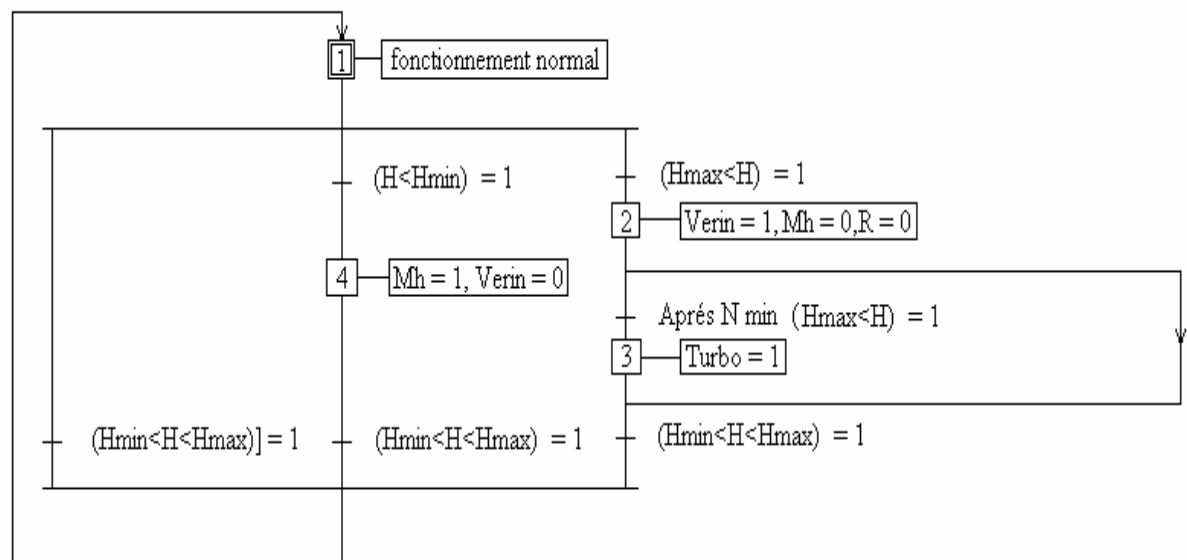 1
fonctionnement normal
(H<Hmin) = 1
(Hmax<H) = 1
2
Verin = 1, Mh = 0,R = 0
4
Mh = 1, Verin = 0
Aprés N min (Hmax<H) = 1
3
Turbo = 1
(Hmin<H<Hmax)] = 1
(Hmin<H<Hmax) = 1
(Hmin<H<Hmax) = 1